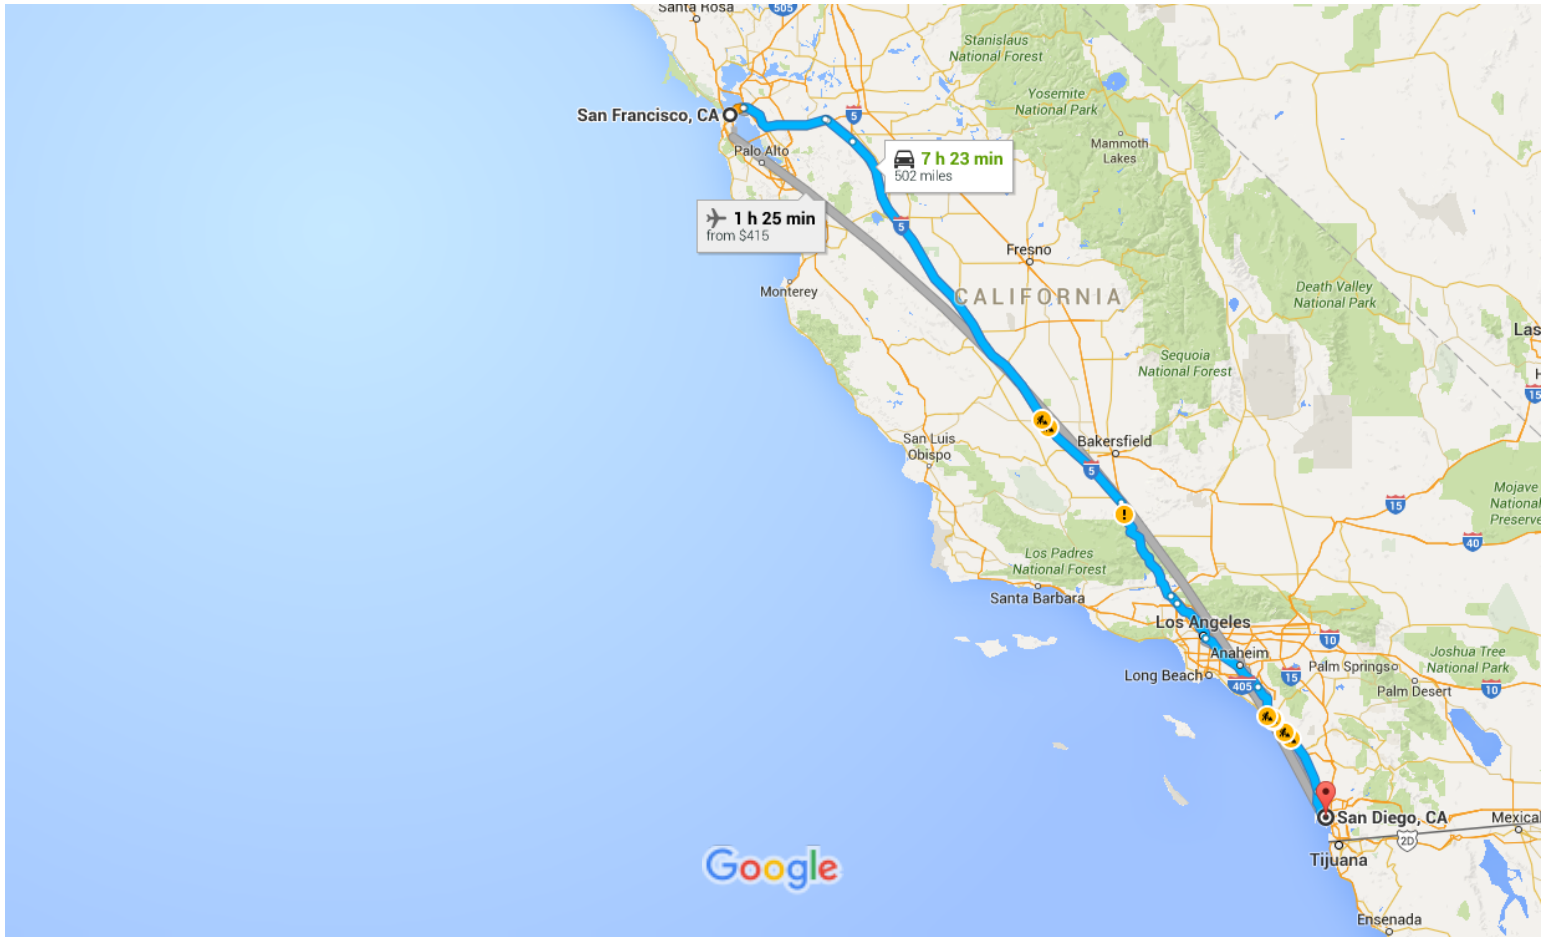 Santa Rosa
505
Stanislaus
National Forest
Yosemite
National Park
San Francisco, CA
5
Mammoth
Lakes
Palo Alto
7 h 23 min
502 miles
1 h 25 min
from $415
5
Fresno
Monterey
CALIFORNIA
Death Valley
National Park
Las
Sequoia
National Forest
H
15
San Luis
Obispo
Bakersfield
5
Mojave
National
Preserve
15
40
Los Padres
National Forest
Santa Barbara
Los Angeles
10
Anaheim
Joshua Tree
National Park
Palm Springs
Long Beach
405
15
Palm Desert
10
San Diego, CA
Mexical
2D
Tijuana
Google
Ensenada